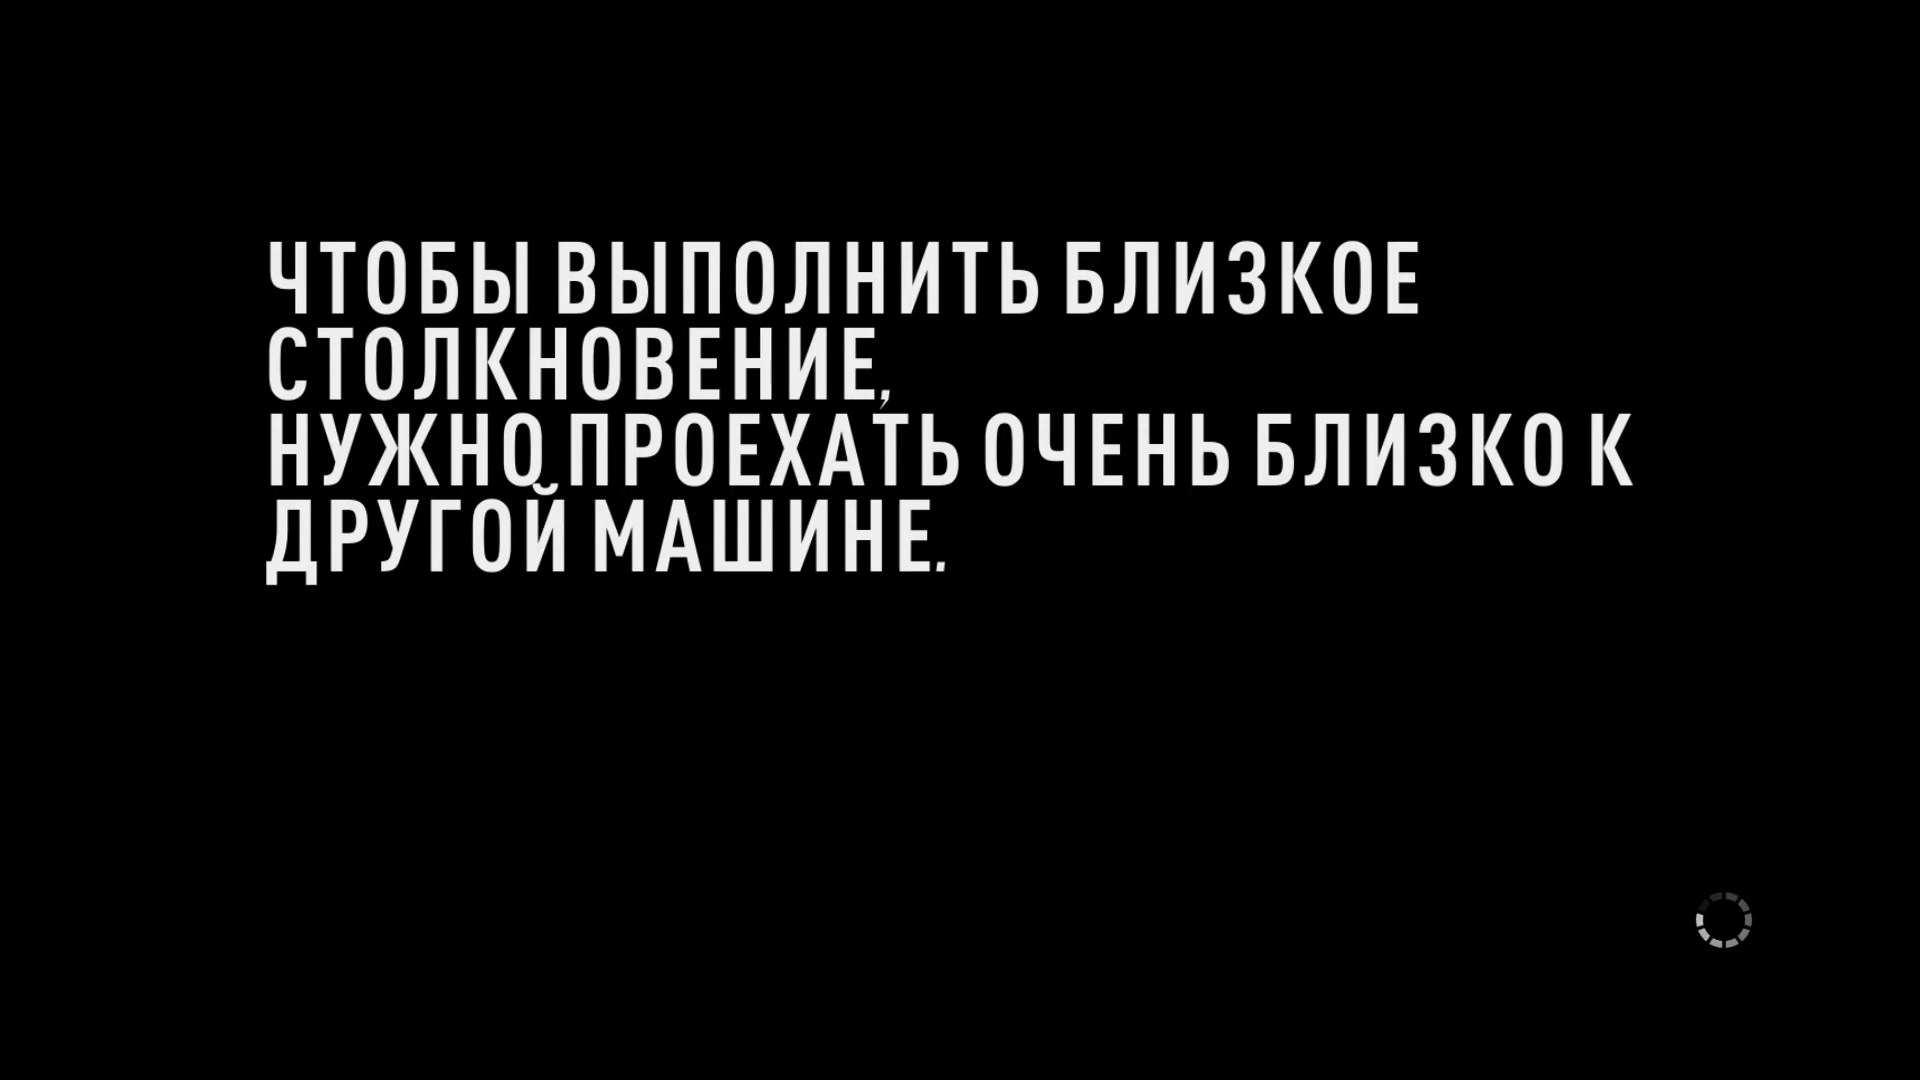 ЧТОБЫ ВЫПОЛНИТЬ БЛИЗКОЕ
СТОЛКНОВЕНИЕ,
НУЖНО ПРОЕХАТЬ ОЧЕНЬ БЛИЗКО К
ДРУГОЙ МАШИНЕ.